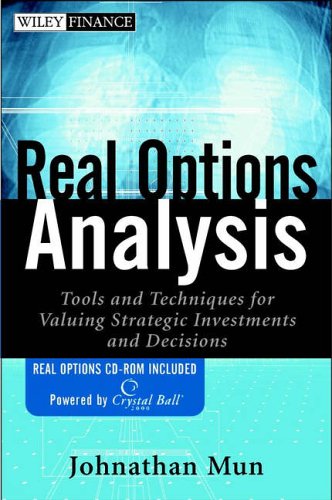 WILEY FINANCE
Real Options
Analysis
Tools and Techniques for
Valuing Strategic Investments
and Decisions
REAL OPTIONS CD-ROM INCLUDED
Powered by Crystal Ball®
2000
Johnathan Mun